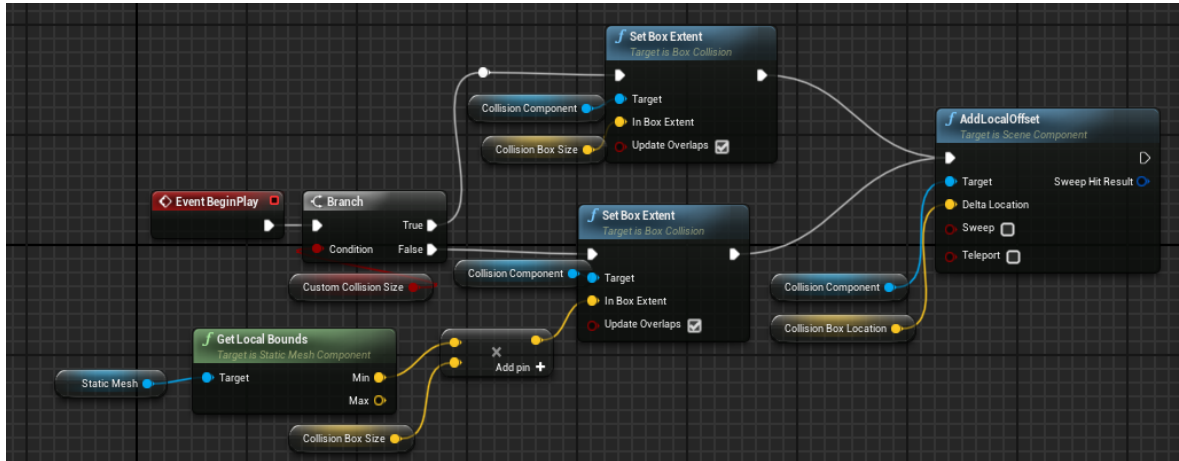 Set Box Extent
Target is Box Collision
Collision Component
Target
In Box Extent
Collision Box Size
Update Overlaps
AddLocalOffset
Target is Scene Component
Target
Sweep Hit Result
Delta Location
Sweep
Teleport
Event BeginPlay
Branch
True
Condition
False
Custom Collision Size
Set Box Extent
Target is Box Collision
Collision Component
Target
In Box Extent
Update Overlaps
Collision Component
Collision Box Location
Get Local Bounds
Target is Static Mesh Component
Static Mesh
Target
Min
Max
Add pin +
Collision Box Size